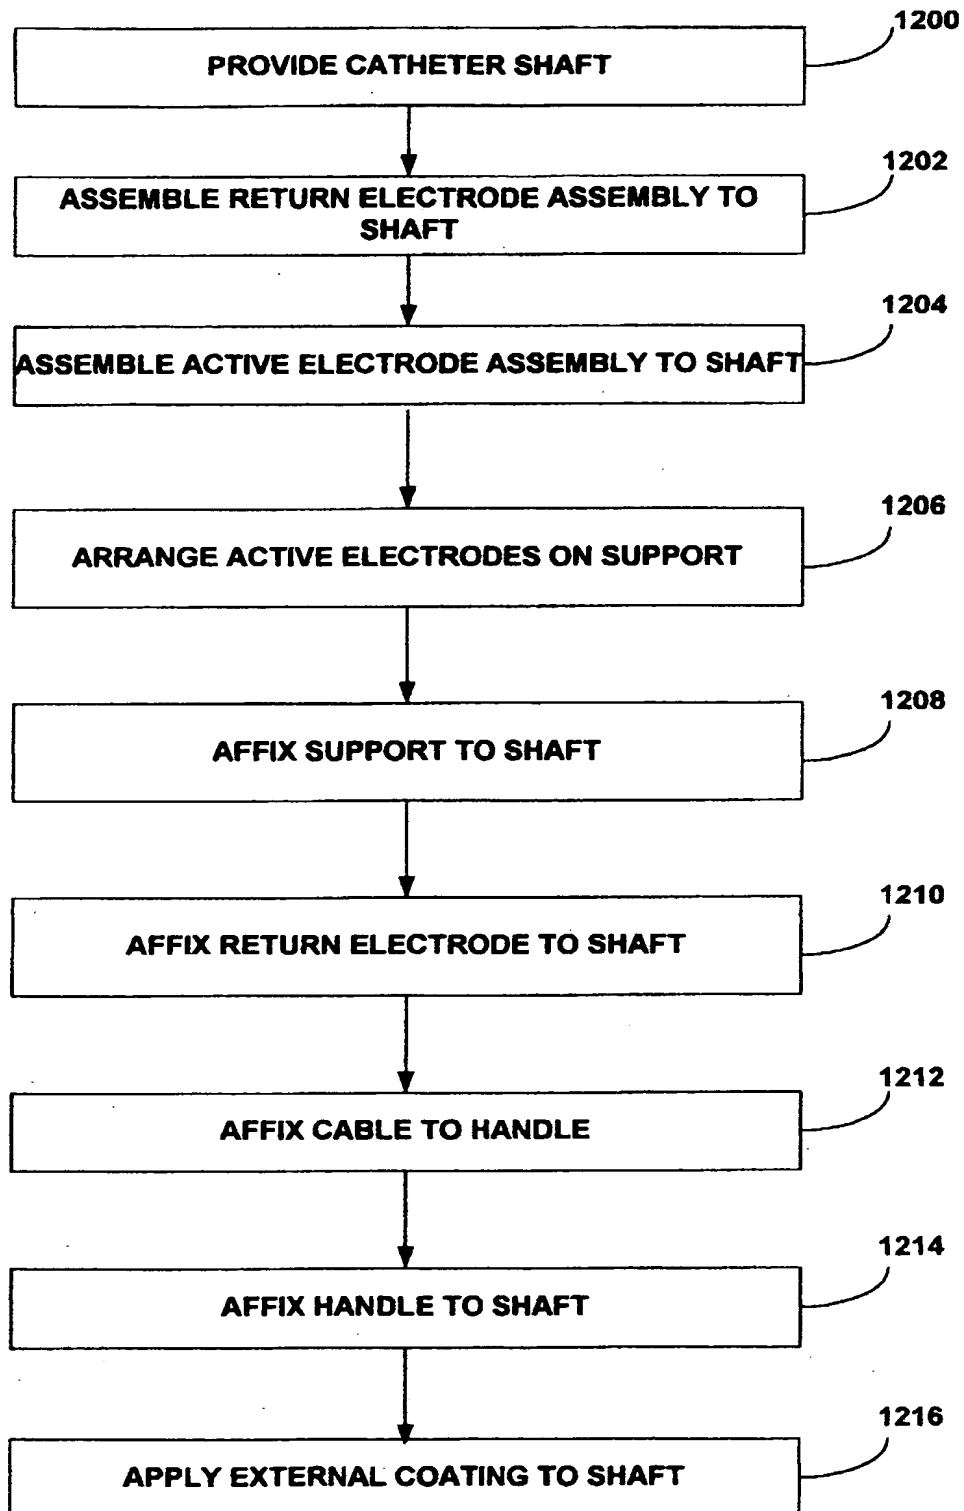 1200
PROVIDE CATHETER SHAFT
1202
ASSEMBLE RETURN ELECTRODE ASSEMBLY TO
SHAFT
1204
ASSEMBLE ACTIVE ELECTRODE ASSEMBLY TO SHAFT
1206
ARRANGE ACTIVE ELECTRODES ON SUPPORT
1208
AFFIX SUPPORT TO SHAFT
1210
AFFIX RETURN ELECTRODE TO SHAFT
1212
AFFIX CABLE TO HANDLE
1214
AFFIX HANDLE TO SHAFT
1216
APPLY EXTERNAL COATING TO SHAFT